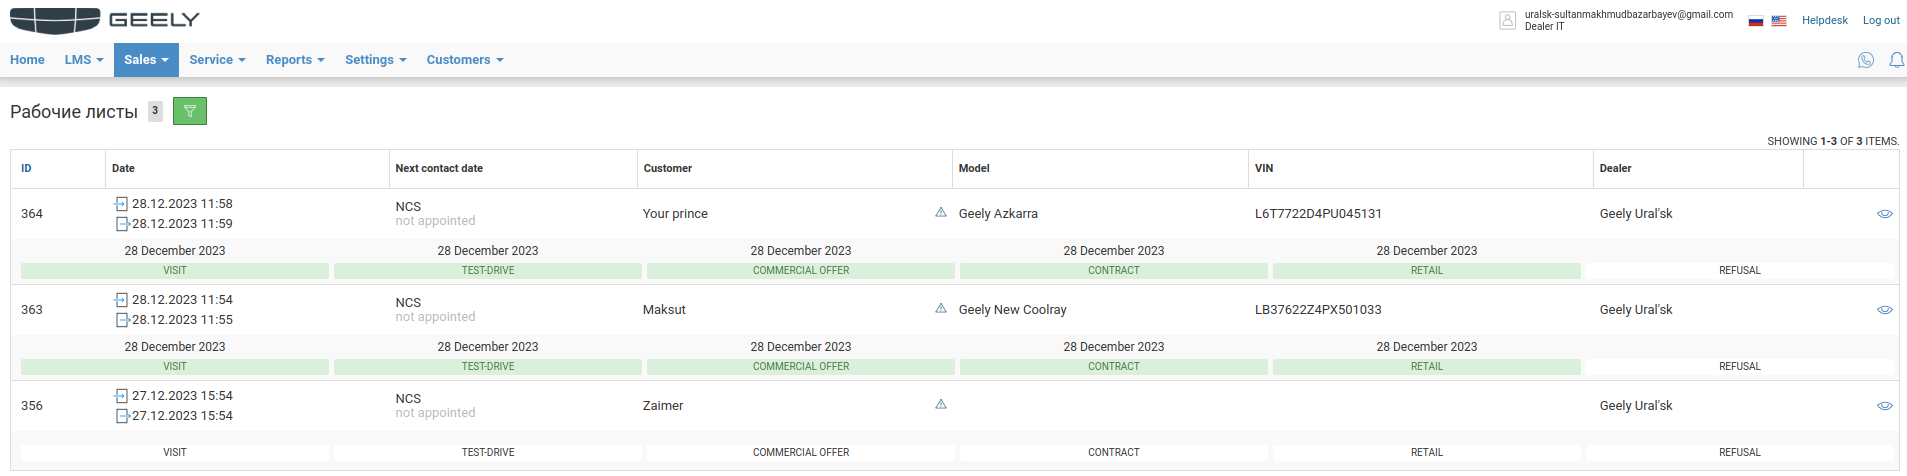 GEELY
uralsk-sultanmakhmudbazarbayev@gmail.com
Dealer IT
Helpdesk Log out
Home LMS Sales Service Reports Settings Customers
Рабочие листы 3
SHOWING 1-3 OF 3 ITEMS.
ID Date Next contact date Customer Model VIN Dealer
364 28.12.2023 11:58 28.12.2023 11:59 NCS not appointed Your prince Geely Azkarra L6T7722D4PU045131 Geely Ural'sk
28 December 2023 28 December 2023 28 December 2023 28 December 2023 28 December 2023
VISIT TEST-DRIVE COMMERCIAL OFFER CONTRACT RETAIL REFUSAL
363 28.12.2023 11:54 28.12.2023 11:55 NCS not appointed Maksut Geely New Coolray LB37622Z4PX501033 Geely Ural'sk
28 December 2023 28 December 2023 28 December 2023 28 December 2023 28 December 2023
VISIT TEST-DRIVE COMMERCIAL OFFER CONTRACT RETAIL REFUSAL
356 27.12.2023 15:54 27.12.2023 15:54 NCS not appointed Zaimer Geely Ural'sk
VISIT TEST-DRIVE COMMERCIAL OFFER CONTRACT RETAIL REFUSAL